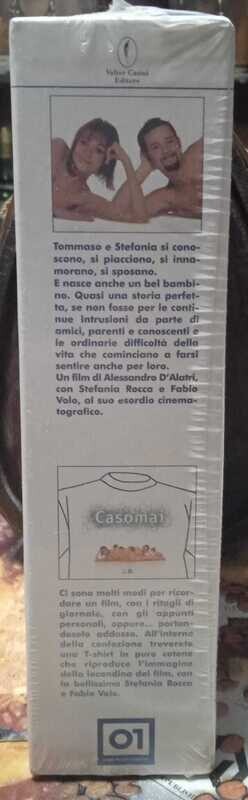 Valter Casini
Editore
Tommaso e Stefania si cono-
scono, si piacciono, si inna-
morano, si sposano.
E nasce anche un bel bambi-
no. Quasi una storia perfet-
ta, se non fosse per le conti-
nue intrusioni da parte di
amici, parenti e conoscenti e
le ordinarie difficoltà della
vita che cominciano a farsi
sentire anche per loro.
Un film di Alessandro D'Alatri,
con Stefania Rocca e Fabio
Volo, al suo esordio cinema-
tografico.
Casomai
Ci sono molti modi per ricor-
dare un film, con i ritagli di
giornale, con gli appunti
personali, oppure... portan-
doselo addosso. All'interno
della confezione troverete
una T-shirt in puro cotone
che riproduce l'immagine
della locandina del film, con
la bellissima Stefania Rocca
e Fabio Volo.
01